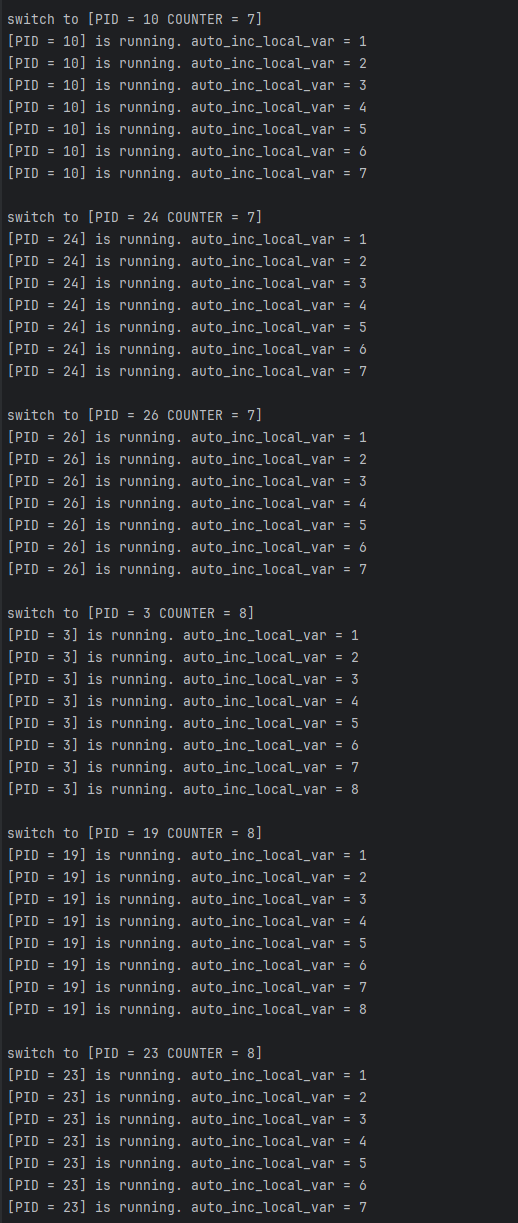 switch to [PID = 10 COUNTER = 7]
[PID = 10] is running. auto_inc_local_var = 1
[PID = 10] is running. auto_inc_local_var = 2
[PID = 10] is running. auto_inc_local_var = 3
[PID = 10] is running. auto_inc_local_var = 4
[PID = 10] is running. auto_inc_local_var = 5
[PID = 10] is running. auto_inc_local_var = 6
[PID = 10] is running. auto_inc_local_var = 7

switch to [PID = 24 COUNTER = 7]
[PID = 24] is running. auto_inc_local_var = 1
[PID = 24] is running. auto_inc_local_var = 2
[PID = 24] is running. auto_inc_local_var = 3
[PID = 24] is running. auto_inc_local_var = 4
[PID = 24] is running. auto_inc_local_var = 5
[PID = 24] is running. auto_inc_local_var = 6
[PID = 24] is running. auto_inc_local_var = 7

switch to [PID = 26 COUNTER = 7]
[PID = 26] is running. auto_inc_local_var = 1
[PID = 26] is running. auto_inc_local_var = 2
[PID = 26] is running. auto_inc_local_var = 3
[PID = 26] is running. auto_inc_local_var = 4
[PID = 26] is running. auto_inc_local_var = 5
[PID = 26] is running. auto_inc_local_var = 6
[PID = 26] is running. auto_inc_local_var = 7

switch to [PID = 3 COUNTER = 8]
[PID = 3] is running. auto_inc_local_var = 1
[PID = 3] is running. auto_inc_local_var = 2
[PID = 3] is running. auto_inc_local_var = 3
[PID = 3] is running. auto_inc_local_var = 4
[PID = 3] is running. auto_inc_local_var = 5
[PID = 3] is running. auto_inc_local_var = 6
[PID = 3] is running. auto_inc_local_var = 7
[PID = 3] is running. auto_inc_local_var = 8

switch to [PID = 19 COUNTER = 8]
[PID = 19] is running. auto_inc_local_var = 1
[PID = 19] is running. auto_inc_local_var = 2
[PID = 19] is running. auto_inc_local_var = 3
[PID = 19] is running. auto_inc_local_var = 4
[PID = 19] is running. auto_inc_local_var = 5
[PID = 19] is running. auto_inc_local_var = 6
[PID = 19] is running. auto_inc_local_var = 7
[PID = 19] is running. auto_inc_local_var = 8

switch to [PID = 23 COUNTER = 8]
[PID = 23] is running. auto_inc_local_var = 1
[PID = 23] is running. auto_inc_local_var = 2
[PID = 23] is running. auto_inc_local_var = 3
[PID = 23] is running. auto_inc_local_var = 4
[PID = 23] is running. auto_inc_local_var = 5
[PID = 23] is running. auto_inc_local_var = 6
[PID = 23] is running. auto_inc_local_var = 7